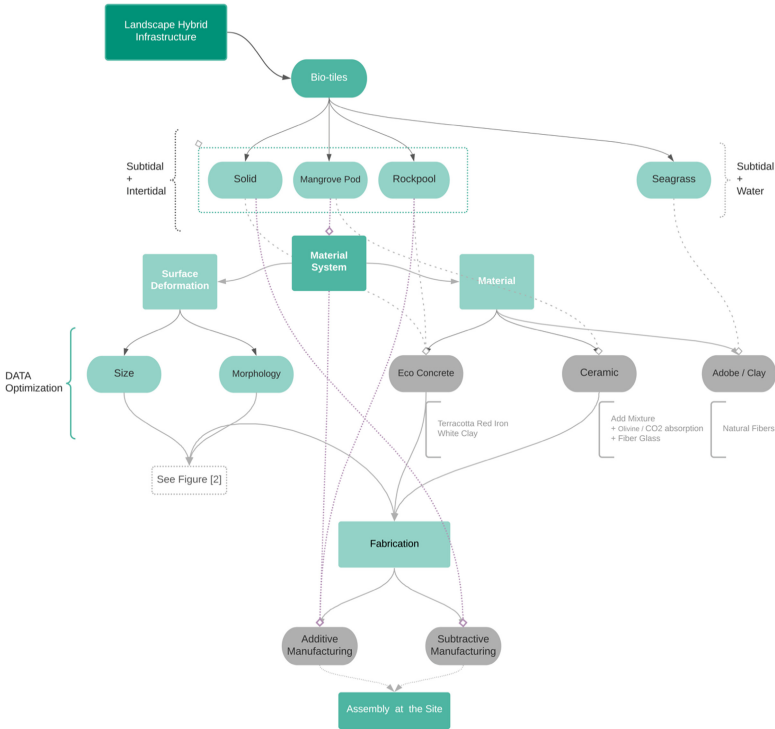 Landscape Hybrid
Infrastructure
Bio-tiles
Subtidal
+
Intertidal
Solid
Mangrove Pod
Rockpool
Seagrass
Subtidal
+
Water
Surface
Deformation
Material
System
Material
DATA
Optimization
Size
Morphology
Eco Concrete
Ceramic
Adobe / Clay
Terracotta Red Iron
White Clay
Add Mixture
+ Olivine / CO2 absorption
+ Fiber Glass
Natural Fibers
See Figure [2]
Fabrication
Additive
Manufacturing
Subtractive
Manufacturing
Assembly at the Site